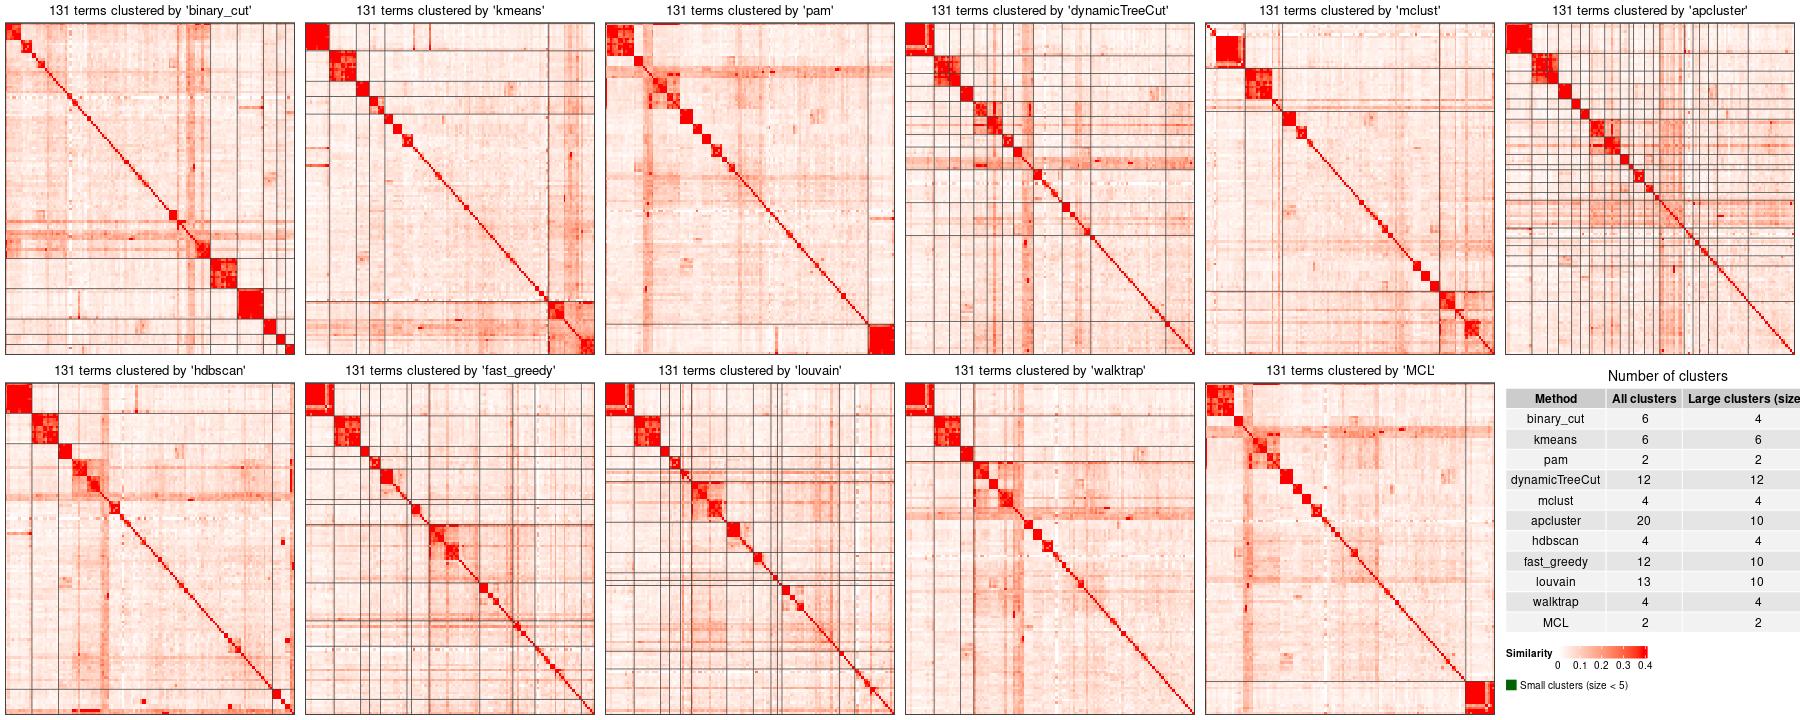 131 terms clustered by 'binary_cut'
131 terms clustered by 'kmeans'
131 terms clustered by 'pam'
131 terms clustered by 'dynamicTreeCut'
131 terms clustered by 'mclust'
131 terms clustered by 'apcluster'
131 terms clustered by 'hdbscan'
131 terms clustered by 'fast_greedy'
131 terms clustered by 'louvain'
131 terms clustered by 'walktrap'
131 terms clustered by 'MCL'
Number of clusters
Method All clusters Large clusters (size
binary_cut 6 4
kmeans 6 6
pam 2 2
dynamicTreeCut 12 12
mclust 4 4
apcluster 20 10
hdbscan 4 4
fast_greedy 12 10
louvain 13 10
walktrap 4 4
MCL 2 2
Similarity
0 0.1 0.2 0.3 0.4
Small clusters (size < 5)